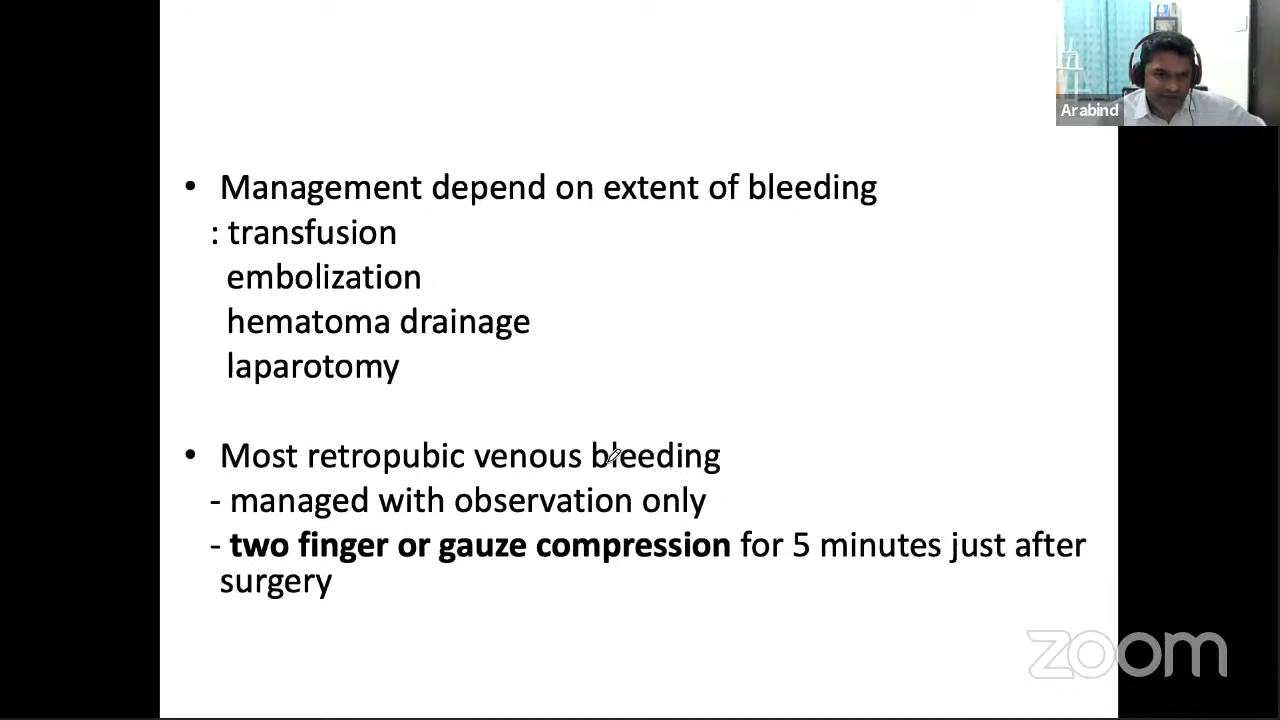 Arabind
• Management depend on extent of bleeding
: transfusion
embolization
hematoma drainage
laparotomy
• Most retropubic venous bleeding
- managed with observation only
- two finger or gauze compression for 5 minutes just after
surgery
zoom